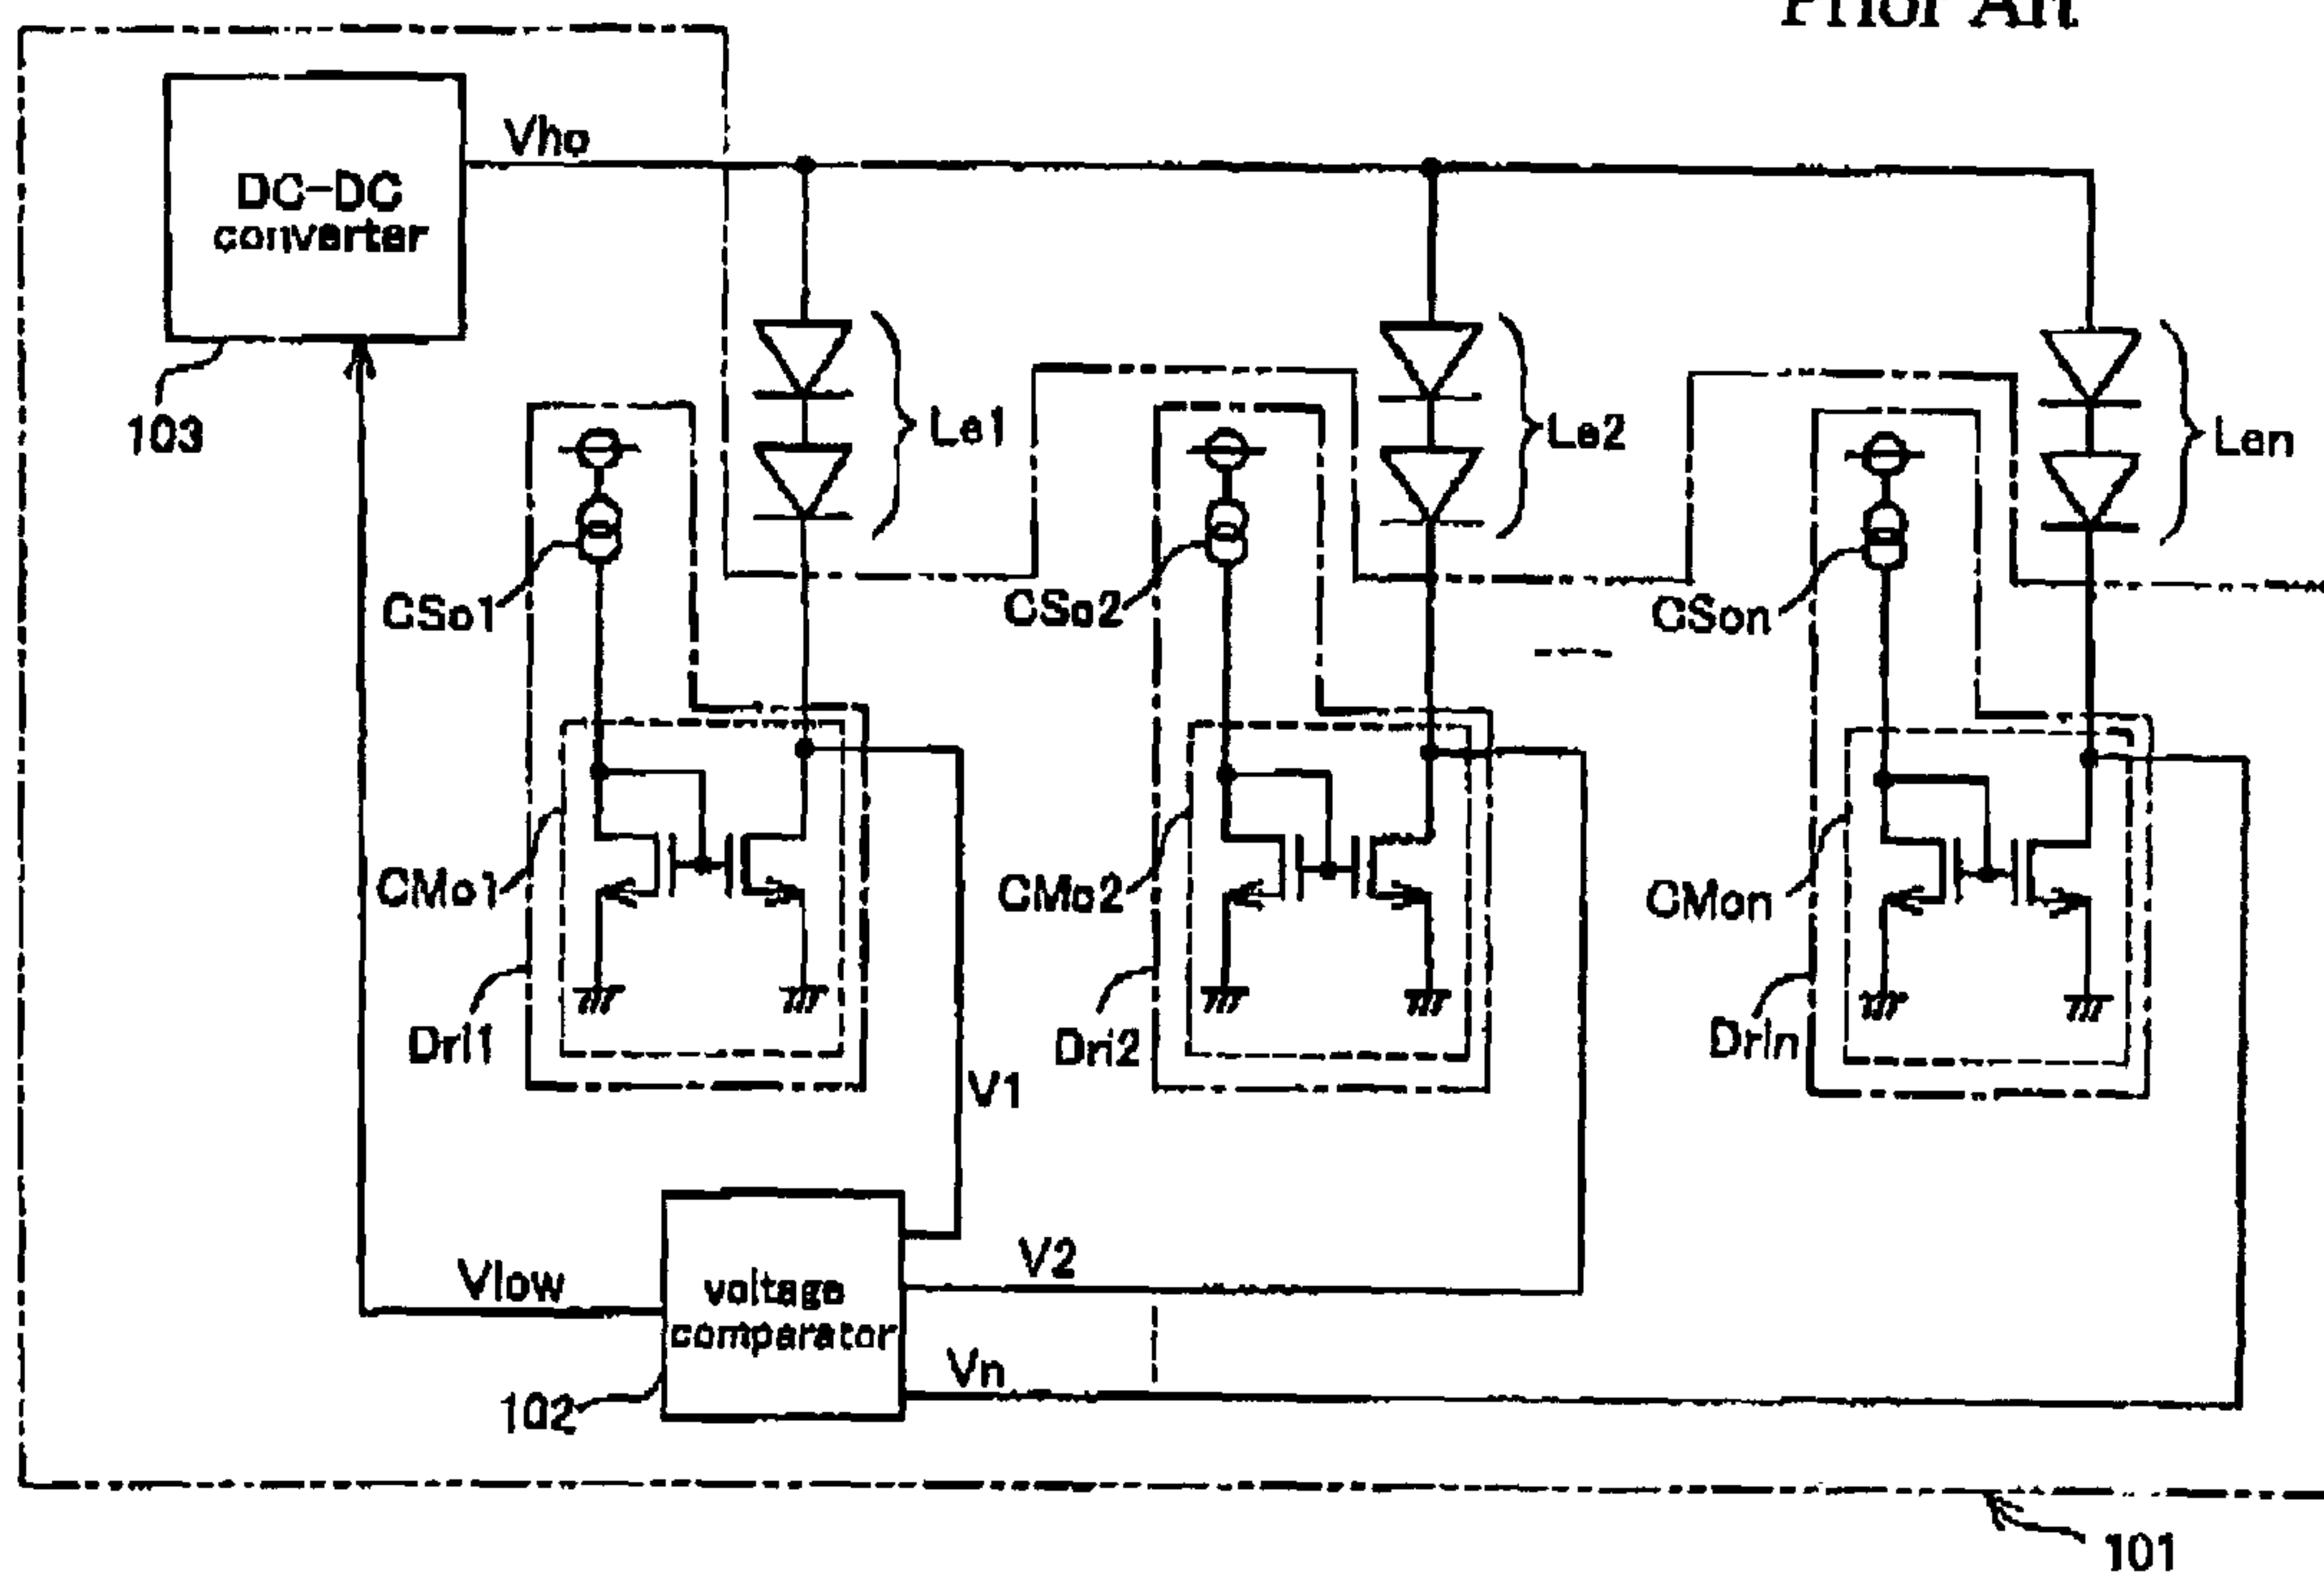 Prior Art
Vho
DC-DC
converter
103
Le1
Le2
Len
CSo1
CSo2
CSon
CMo1
CMo2
CMon
Dri1
Dri2
Drin
V1
Vlow
voltage
comparator
V2
Vn
102
101